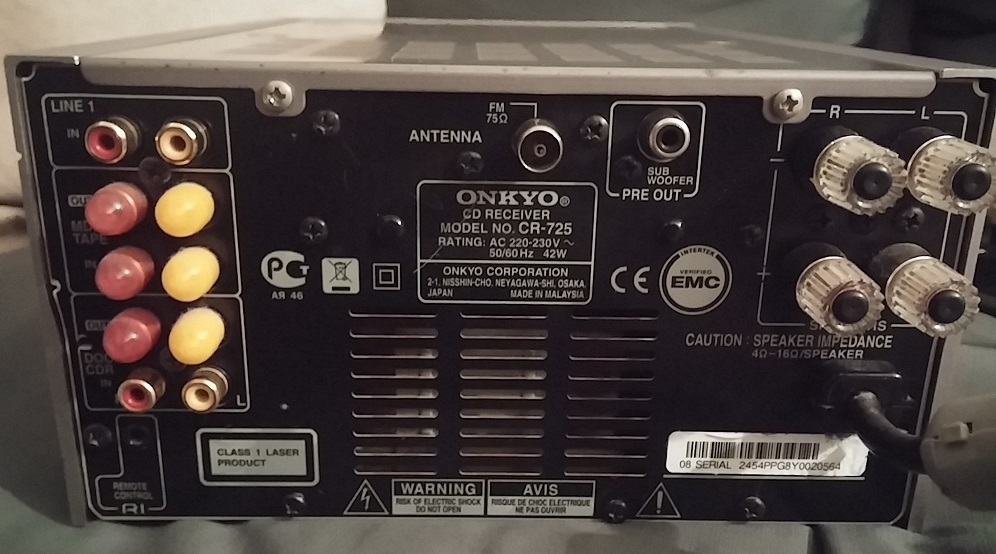 LINE 1
IN
OUT
MD
TAPE
IN
OUT
DOC
CDR
IN
L
REMOTE
CONTROL
RI
FM
75Ω
ANTENNA
SUB
WOOFER
PRE OUT
R
L
ONKYO®
CD RECEIVER
MODEL NO. CR-725
RATING: AC 220-230V ~
50/60Hz 42W
ONKYO CORPORATION
2-1, NISSHIN-CHO, NEYAGAWA-SHI, OSAKA,
JAPAN MADE IN MALAYSIA
РСТ
АЯ 46
CE
INTERTEK
VERIFIED
EMC
CAUTION : SPEAKER IMPEDANCE
4Ω-16Ω/SPEAKER
CLASS 1 LASER
PRODUCT
08 SERIAL 2454PPG8Y0020564
WARNING
RISK OF ELECTRIC SHOCK
DO NOT OPEN
AVIS
RISQUE DE CHOC ELECTRIQUE
NE PAS OUVRIR